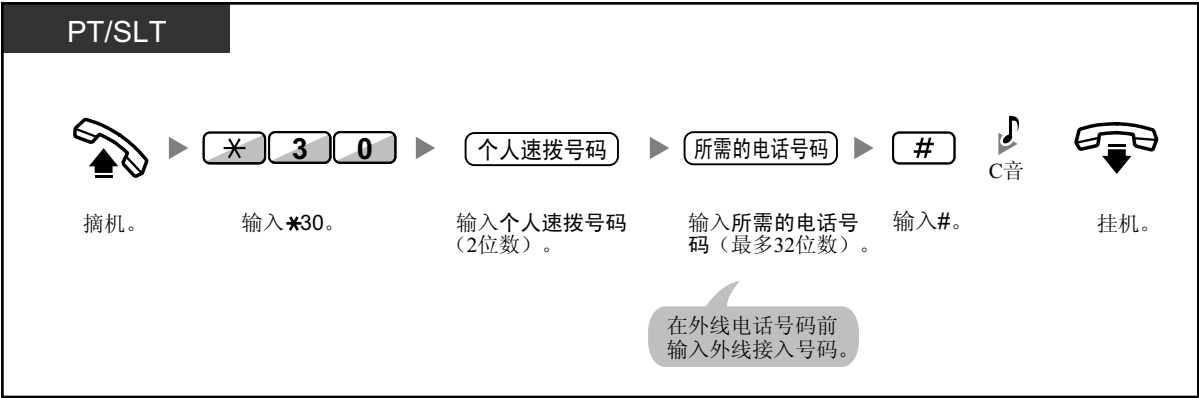 PT/SLT
* 3 0
个人速拨号码
所需的电话号码
#
C音
摘机。
输入*30。
输入个人速拨号码
（2位数）。
输入所需的电话号
码（最多32位数）。
输入#。
挂机。
在外线电话号码前
输入外线接入号码。